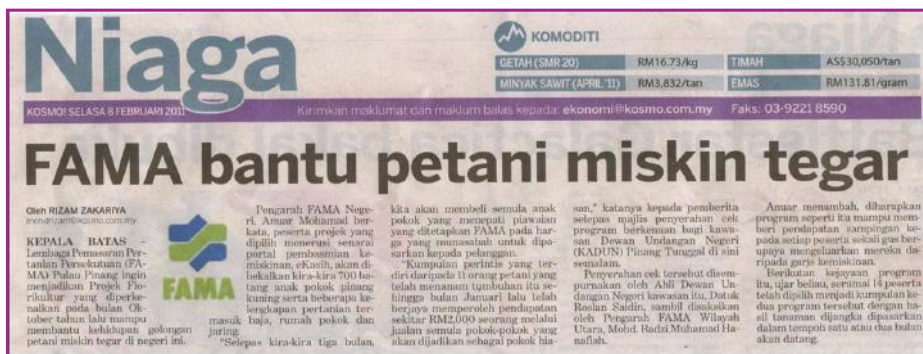 Niaga
KOMODITI
GETAH (SMR 20) RM16.73/kg TIMAH AS$30,050/tan
MINYAK SAWIT (APRIL '11) RM3,832/tan EMAS RM131.81/gram
KOSMO! SELASA 8 FEBRUARI 2011 Kirimkan maklumat dan maklum balas kepada: ekonomi@kosmo.com.my Faks: 03-9221 8590
FAMA bantu petani miskin tegar
Oleh RIZAM ZAKARIYA
KEPALA BATAS –
Lembaga Pemasaran Per-
tanian Persekutuan (FA-
MA) Pulau Pinang ingin
menjadikan Projek Flo-
rikultur yang diperke-
nalkan pada bulan Ok-
tober tahun lalu mampu
membantu kehidupan golongan
petani miskin tegar di negeri ini.
FAMA
Pengarah FAMA Nege-
ri, Anuar Mohamad ber-
kata, peserta projek yang
dipilih menerusi senarai
portal pembasmian ke-
miskinan, eKasih, akan di-
bekalkan kira-kira 700 ba-
tang anak pokok pinang
kuning serta beberapa ke-
lengkapan pertanian ter-
masuk baja, rumah pokok dan
jaring.
"Selepas kira-kira tiga bulan,
kita akan membeli semua anak
pokok yang menepati piawaian
yang ditetapkan FAMA pada har-
ga yang munasabah untuk dipa-
sarkan kepada pelanggan.
"Kumpulan perintis yang ter-
diri daripada 11 orang petani yang
telah menanam tumbuhan itu se-
hingga bulan Januari lalu telah
berjaya memperoleh pendapatan
sekitar RM2,000 seorang melalui
jualan semula pokok-pokok yang
akan dijadikan sebagai pokok hia-
san," katanya kepada pemberita
selepas majlis penyerahan cek
program berkenaan bagi kawa-
san Dewan Undangan Negeri
(KADUN) Pinang Tunggal di sini
semalam.
Penyerahan cek tersebut disem-
purnakan oleh Ahli Dewan Un-
dangan Negeri kawasan itu, Datuk
Roslan Saidin, sambil disaksikan
oleh Pengarah FAMA Wilayah
Utara, Mohd. Radzi Muhamad Ha-
nafiah.
Anuar menambah, diharapkan
program seperti itu mampu mem-
beri pendapatan sampingan ke-
pada setiap peserta sekali gus ber-
upaya mengeluarkan mereka da-
ripada garis kemiskinan.
Berikutan kejayaan program
itu, ujar beliau, seramai 14 peserta
telah dipilih menjadi kumpulan ke-
dua program tersebut dengan ha-
sil tanaman dijangka dipasarkan
dalam tempoh satu atau dua bulan
akan datang.